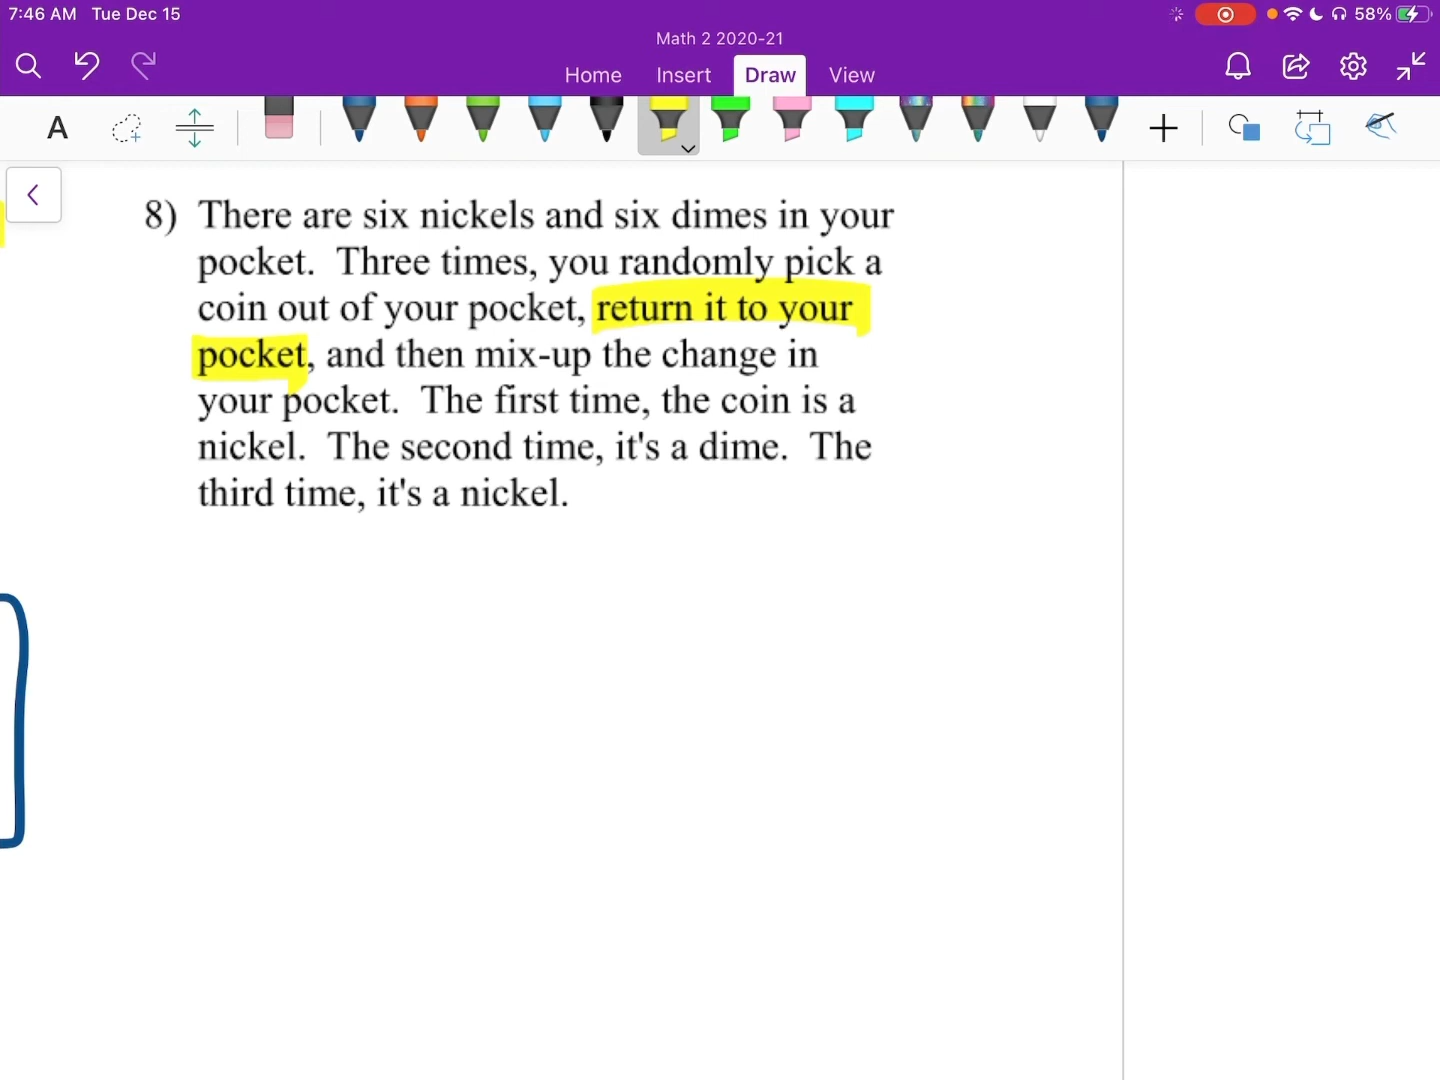 7:46 AM Tue Dec 15
58%
Math 2 2020-21
Home Insert Draw View
A
8) There are six nickels and six dimes in your
pocket. Three times, you randomly pick a
coin out of your pocket, return it to your
pocket, and then mix-up the change in
your pocket. The first time, the coin is a
nickel. The second time, it's a dime. The
third time, it's a nickel.